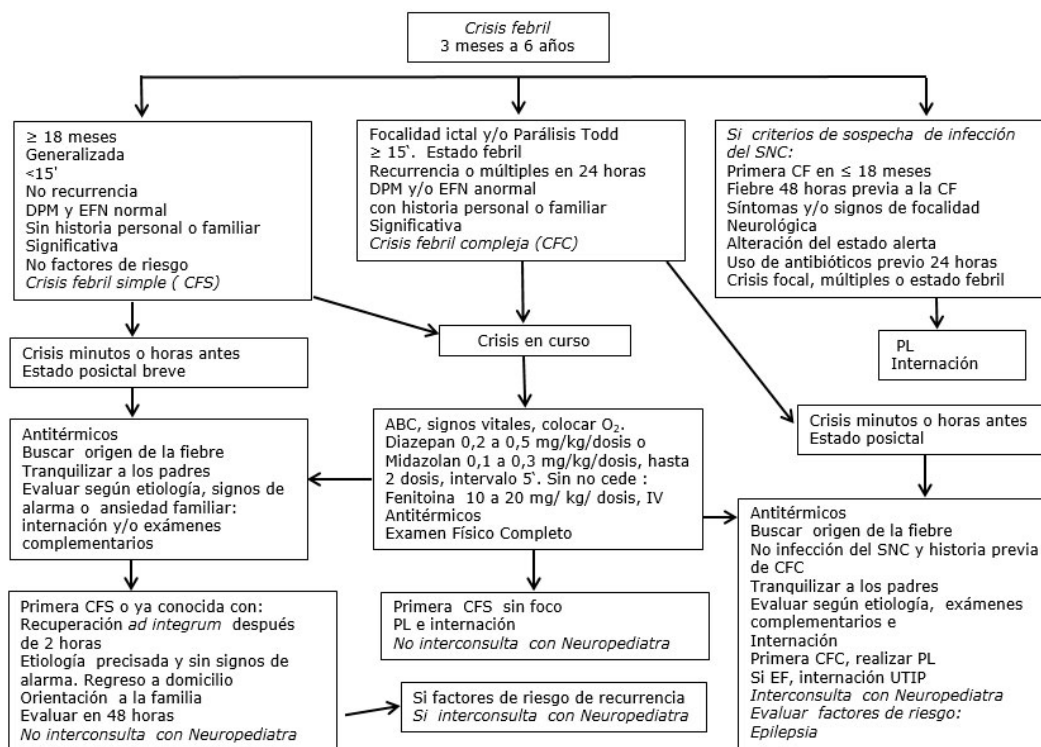 Crisis febril
3 meses a 6 años
≥ 18 meses
Generalizada
<15'
No recurrencia
DPM y EFN normal
Sin historia personal o familiar
Significativa
No factores de riesgo
Crisis febril simple ( CFS)
Focalidad ictal y/o Parálisis Todd
≥ 15`. Estado febril
Recurrencia o múltiples en 24 horas
DPM y/o EFN anormal
con historia personal o familiar
Significativa
Crisis febril compleja (CFC)
Si criterios de sospecha de infección
del SNC:
Primera CF en ≤ 18 meses
Fiebre 48 horas previa a la CF
Síntomas y/o signos de focalidad
Neurológica
Alteración del estado alerta
Uso de antibióticos previo 24 horas
Crisis focal, múltiples o estado febril
Crisis minutos o horas antes
Estado posictal breve
Crisis en curso
PL
Internación
Antitérmicos
Buscar origen de la fiebre
Tranquilizar a los padres
Evaluar según etiología, signos de
alarma o ansiedad familiar:
internación y/o exámenes
complementarios
ABC, signos vitales, colocar O₂.
Diazepan 0,2 a 0,5 mg/kg/dosis o
Midazolan 0,1 a 0,3 mg/kg/dosis, hasta
2 dosis, intervalo 5`. Sin no cede :
Fenitoina 10 a 20 mg/ kg/ dosis, IV
Antitérmicos
Examen Físico Completo
Crisis minutos o horas antes
Estado posictal
Antitérmicos
Buscar origen de la fiebre
No infección del SNC y historia previa
de CFC
Tranquilizar a los padres
Evaluar según etiología, exámenes
complementarios e
Internación
Primera CFC, realizar PL
Si EF, internación UTIP
Interconsulta con Neuropediatra
Evaluar factores de riesgo:
Epilepsia
Primera CFS o ya conocida con:
Recuperación ad integrum después
de 2 horas
Etiología precisada y sin signos de
alarma. Regreso a domicilio
Orientación a la familia
Evaluar en 48 horas
No interconsulta con Neuropediatra
Primera CFS sin foco
PL e internación
No interconsulta con Neuropediatra
Si factores de riesgo de recurrencia
Si interconsulta con Neuropediatra